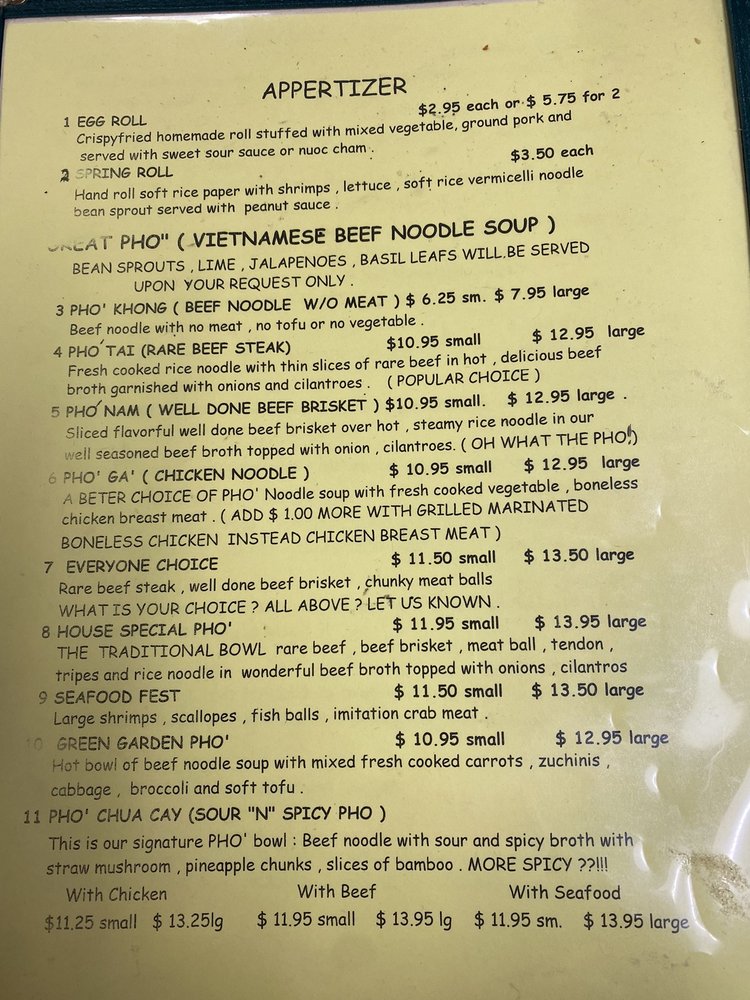 APPERTIZER
1 EGG ROLL $2.95 each or $ 5.75 for 2
Crispyfried homemade roll stuffed with mixed vegetable, ground pork and
served with sweet sour sauce or nuoc cham .
2 SPRING ROLL $3.50 each
Hand roll soft rice paper with shrimps , lettuce , soft rice vermicelli noodle
bean sprout served with peanut sauce .
GREAT PHO" ( VIETNAMESE BEEF NOODLE SOUP )
BEAN SPROUTS , LIME , JALAPENOES , BASIL LEAFS WILL BE SERVED
UPON YOUR REQUEST ONLY .
3 PHO' KHONG ( BEEF NOODLE W/O MEAT ) $ 6.25 sm. $ 7.95 large
Beef noodle with no meat , no tofu or no vegetable .
4 PHO'TAI (RARE BEEF STEAK) $10.95 small $ 12.95 large
Fresh cooked rice noodle with thin slices of rare beef in hot , delicious beef
broth garnished with onions and cilantroes . ( POPULAR CHOICE )
5 PHO'NAM ( WELL DONE BEEF BRISKET ) $10.95 small. $ 12.95 large .
Sliced flavorful well done beef brisket over hot , steamy rice noodle in our
well seasoned beef broth topped with onion , cilantroes. ( OH WHAT THE PHO!)
6 PHO' GA' ( CHICKEN NOODLE ) $ 10.95 small $ 12.95 large
A BETER CHOICE OF PHO' Noodle soup with fresh cooked vegetable , boneless
chicken breast meat . ( ADD $ 1.00 MORE WITH GRILLED MARINATED
BONELESS CHICKEN INSTEAD CHICKEN BREAST MEAT )
7 EVERYONE CHOICE $ 11.50 small $ 13.50 large
Rare beef steak , well done beef brisket , chunky meat balls
WHAT IS YOUR CHOICE ? ALL ABOVE ? LET US KNOWN .
8 HOUSE SPECIAL PHO' $ 11.95 small $ 13.95 large
THE TRADITIONAL BOWL rare beef , beef brisket , meat ball , tendon ,
tripes and rice noodle in wonderful beef broth topped with onions , cilantros
9 SEAFOOD FEST $ 11.50 small $ 13.50 large
Large shrimps , scallopes , fish balls , imitation crab meat .
10 GREEN GARDEN PHO' $ 10.95 small $ 12.95 large
Hot bowl of beef noodle soup with mixed fresh cooked carrots , zuchinis ,
cabbage , broccoli and soft tofu .
11 PHO' CHUA CAY (SOUR "N" SPICY PHO )
This is our signature PHO' bowl : Beef noodle with sour and spicy broth with
straw mushroom , pineapple chunks , slices of bamboo . MORE SPICY ??!!!
With Chicken With Beef With Seafood
$11.25 small $ 13.25lg $ 11.95 small $ 13.95 lg $ 11.95 sm. $ 13.95 large